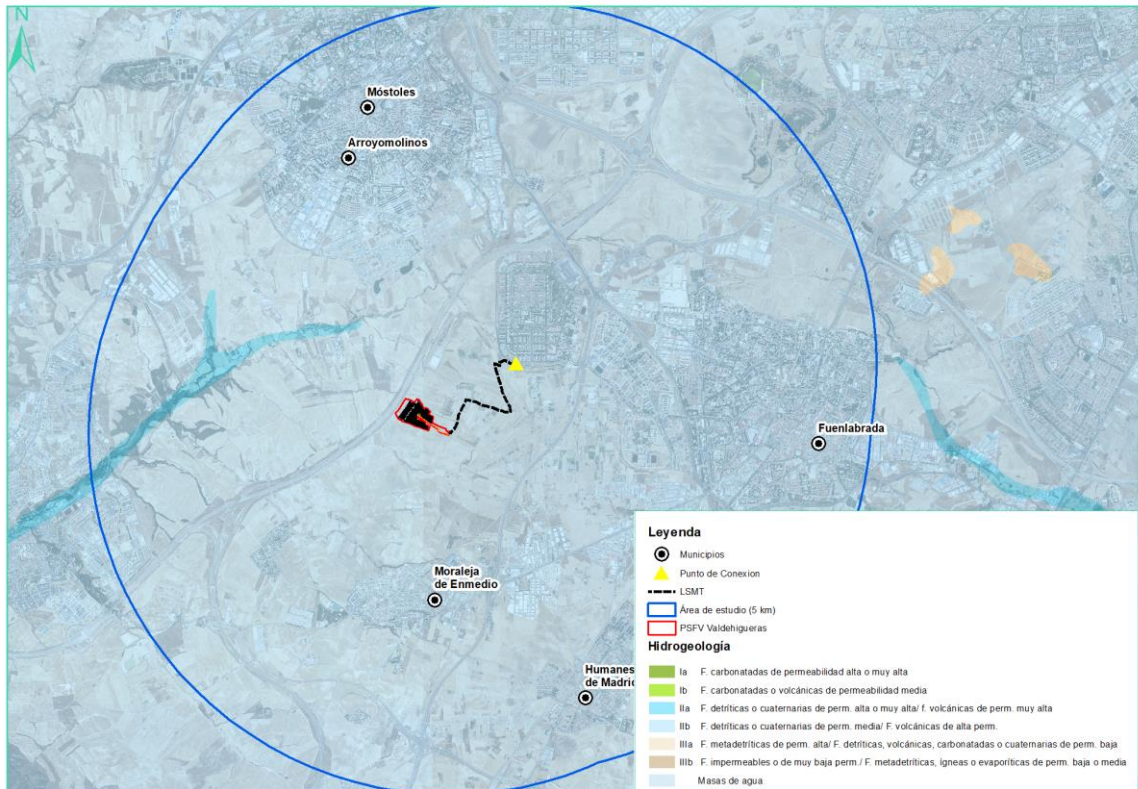 N
Móstoles
Arroyomolinos
Fuenlabrada
Moraleja
de Enmedio
Humanes
de Madrid
Leyenda
Municipios
Punto de Conexion
LSMT
Área de estudio (5 km)
PSFV Valdehigueras
Hidrogeología
Ia F. carbonatadas de permeabilidad alta o muy alta
Ib F. carbonatadas o volcánicas de permeabilidad media
IIa F. detríticas o cuaternarias de perm. alta o muy alta/ f. volcánicas de perm. muy alta
IIb F. detríticas o cuaternarias de perm. media/ F. volcánicas de alta perm.
IIIa F. metadetríticas de perm. alta/ F. detríticas, volcánicas, carbonatadas o cuaternarias de perm. baja
IIIb F. impermeables o de muy baja perm./ F. metadetríticas, ígneas o evaporíticas de perm. baja o media
Masas de agua